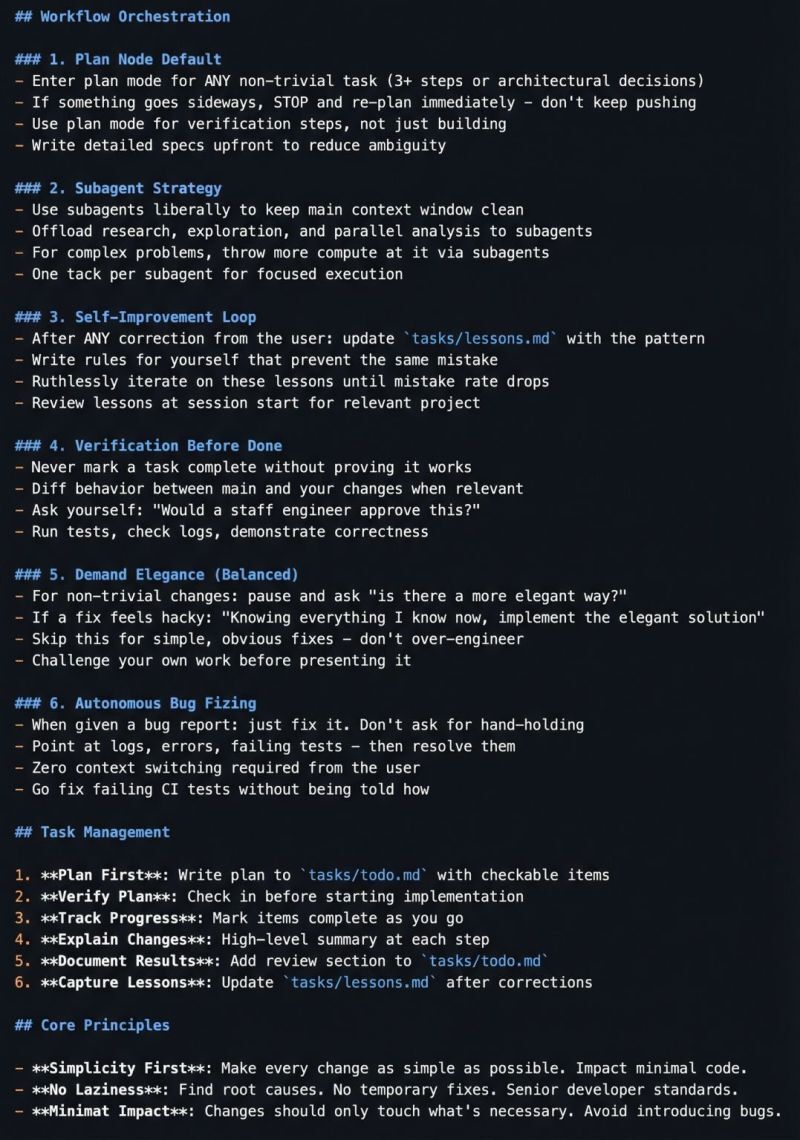 ## Workflow Orchestration
### 1. Plan Node Default
- Enter plan mode for ANY non-trivial task (3+ steps or architectural decisions)
- If something goes sideways, STOP and re-plan immediately - don't keep pushing
- Use plan mode for verification steps, not just building
- Write detailed specs upfront to reduce ambiguity
### 2. Subagent Strategy
- Use subagents liberally to keep main context window clean
- Offload research, exploration, and parallel analysis to subagents
- For complex problems, throw more compute at it via subagents
- One tack per subagent for focused execution
### 3. Self-Improvement Loop
- After ANY correction from the user: update `tasks/lessons.md` with the pattern
- Write rules for yourself that prevent the same mistake
- Ruthlessly iterate on these lessons until mistake rate drops
- Review lessons at session start for relevant project
### 4. Verification Before Done
- Never mark a task complete without proving it works
- Diff behavior between main and your changes when relevant
- Ask yourself: "Would a staff engineer approve this?"
- Run tests, check logs, demonstrate correctness
### 5. Demand Elegance (Balanced)
- For non-trivial changes: pause and ask "is there a more elegant way?"
- If a fix feels hacky: "Knowing everything I know now, implement the elegant solution"
- Skip this for simple, obvious fixes - don't over-engineer
- Challenge your own work before presenting it
### 6. Autonomous Bug Fizing
- When given a bug report: just fix it. Don't ask for hand-holding
- Point at logs, errors, failing tests - then resolve them
- Zero context switching required from the user
- Go fix failing CI tests without being told how
## Task Management
1. **Plan First**: Write plan to `tasks/todo.md` with checkable items
2. **Verify Plan**: Check in before starting implementation
3. **Track Progress**: Mark items complete as you go
4. **Explain Changes**: High-level summary at each step
5. **Document Results**: Add review section to `tasks/todo.md`
6. **Capture Lessons**: Update `tasks/lessons.md` after corrections
## Core Principles
- **Simplicity First**: Make every change as simple as possible. Impact minimal code.
- **No Laziness**: Find root causes. No temporary fixes. Senior developer standards.
- **Minimat Impact**: Changes should only touch what's necessary. Avoid introducing bugs.